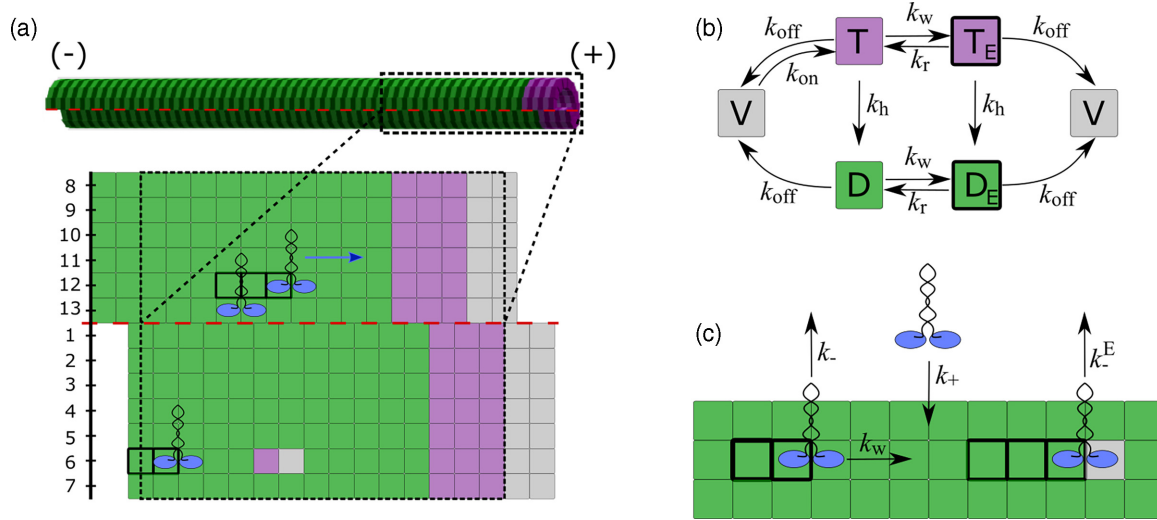 (a)
(-)
(+)
8
9
10
11
12
13
1
2
3
4
5
6
7
(b)
k_off
T
k_w
T_E
k_off
k_on
k_r
V
k_h
k_h
V
k_off
D
k_w
D_E
k_off
k_r
(c)
k_-
k_+
k_-^E
k_w